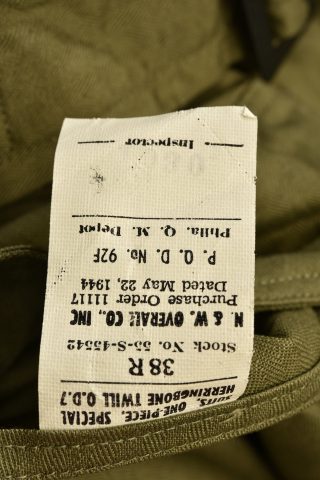 SUITS, ONE-PIECE, SPECIAL
HERRINGBONE TWILL O.D.7
38 R
Stock No. 55-S-45542
N. & W. OVERALL CO., INC
Purchase Order 11117
Dated May 22, 1944
P. Q. D. No. 92F
Phila. Q. M. Depot
Inspector